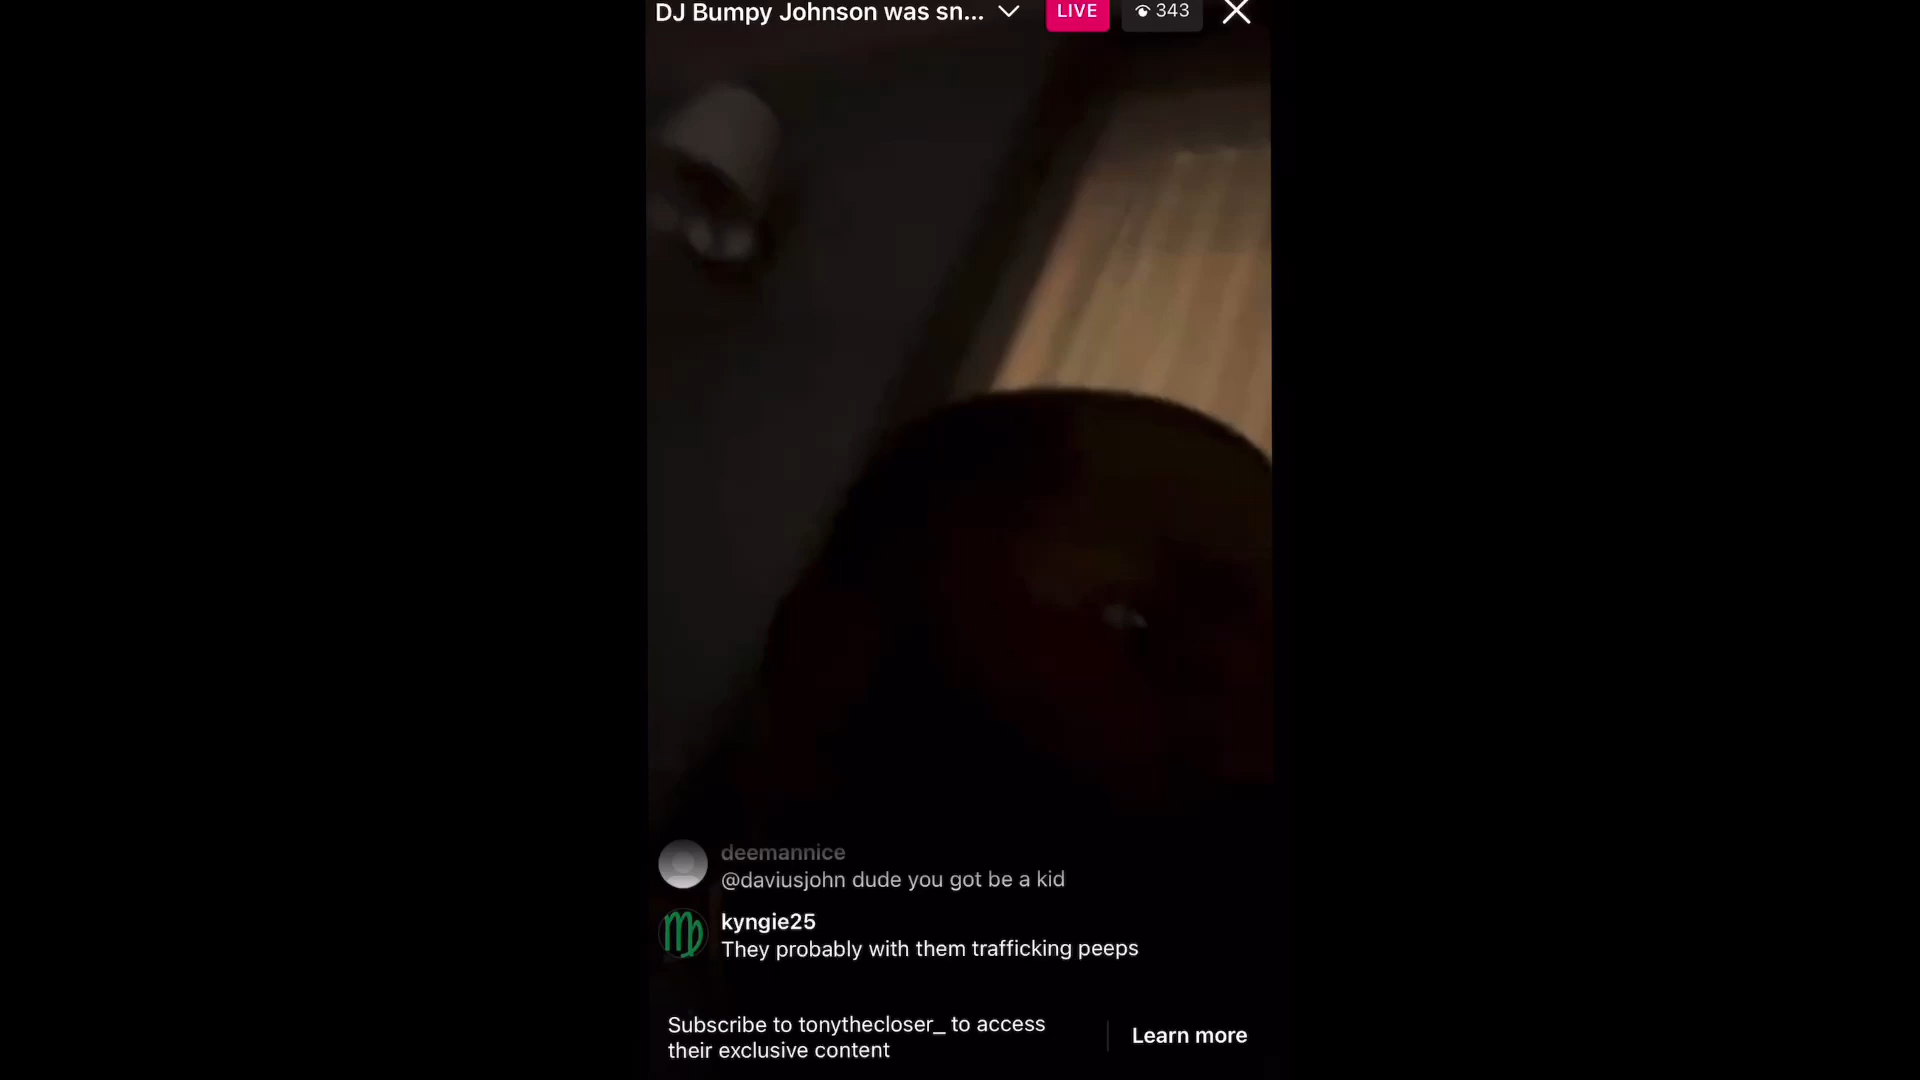 DJ Bumpy Johnson was sn...
LIVE
343
deemannice
@daviusjohn dude you got be a kid
kyngie25
They probably with them trafficking peeps
Subscribe to tonythecloser_ to access
their exclusive content
Learn more